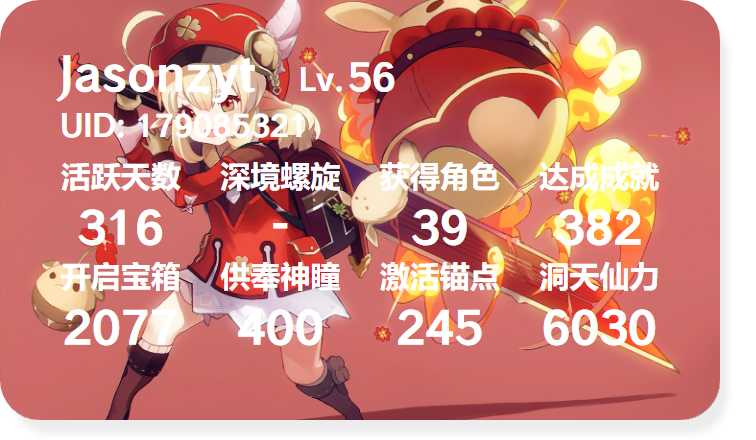 Jasonzyt Lv.56
UID: 179085321
活跃天数 深境螺旋 获得角色 达成成就
316 - 39 382
开启宝箱 供奉神瞳 激活锚点 洞天仙力
2077 400 245 6030